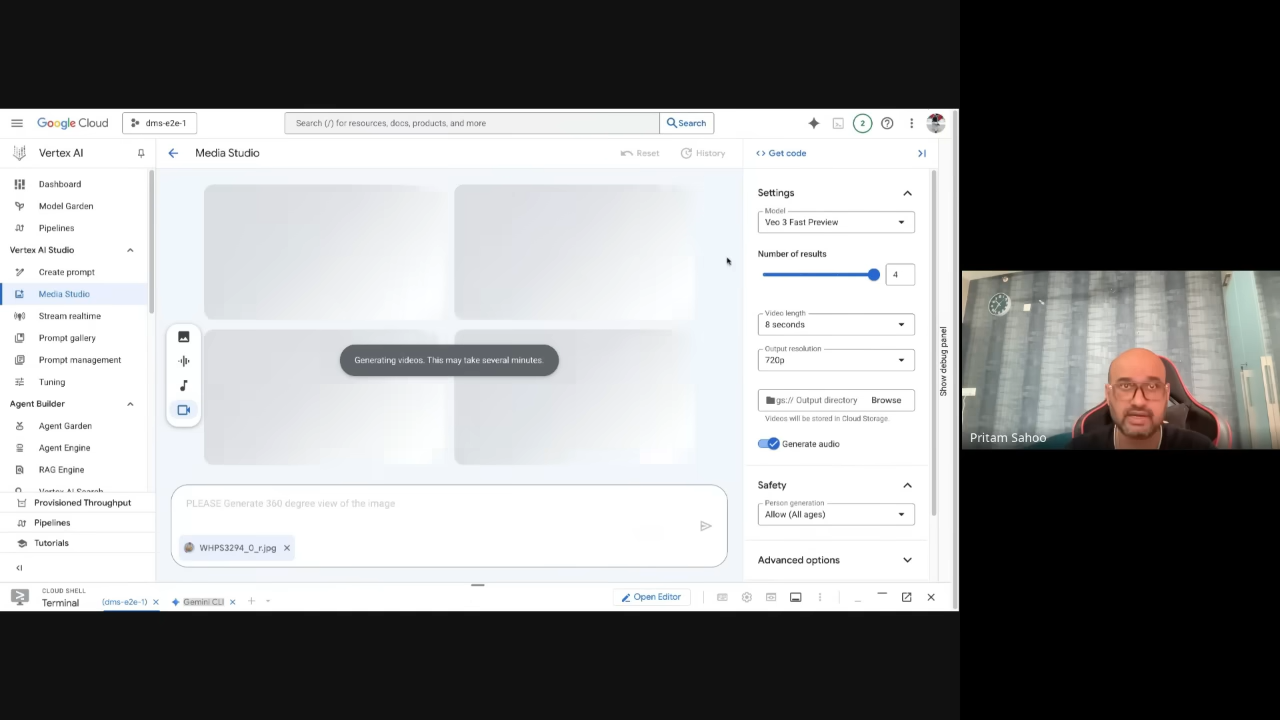 Google Cloud
dms-e2e-1
Search (/) for resources, docs, products, and more
Search
2
Vertex AI
Media Studio
Reset
History
Get code
Dashboard
Model Garden
Pipelines
Vertex AI Studio
Create prompt
Media Studio
Stream realtime
Prompt gallery
Prompt management
Tuning
Agent Builder
Agent Garden
Agent Engine
RAG Engine
Vertex AI Search
Provisioned Throughput
Pipelines
Tutorials
Generating videos. This may take several minutes.
PLEASE Generate 360 degree view of the image
WHPS3294_0_r.jpg
Settings
Model
Veo 3 Fast Preview
Number of results
4
Video length
8 seconds
Output resolution
720p
gs:// Output directory
Browse
Videos will be stored in Cloud Storage.
Generate audio
Safety
Person generation
Allow (All ages)
Advanced options
Show debug panel
CLOUD SHELL
Terminal
(dms-e2e-1)
Gemini CLI
Open Editor
Pritam Sahoo